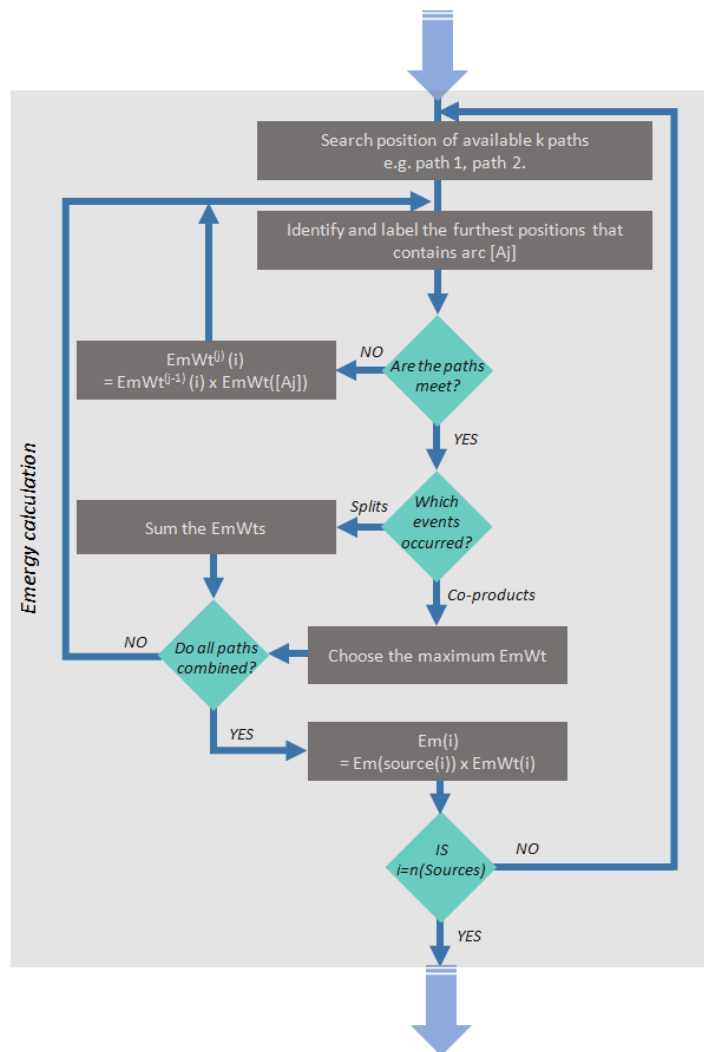 Search position of available k paths
e.g. path 1, path 2.
Identify and label the furthest positions that
contains arc [Aj]
NO
Are the paths
meet?
EmWt⁽ʲ⁾ (i)
= EmWt⁽ʲ⁻¹⁾ (i) x EmWt([Aj])
YES
Which
events
occurred?
Splits
Sum the EmWts
Co-products
Choose the maximum EmWt
NO
Do all paths
combined?
YES
Em(i)
= Em(source(i)) x EmWt(i)
IS
i=n(Sources)
NO
YES
Emergy calculation